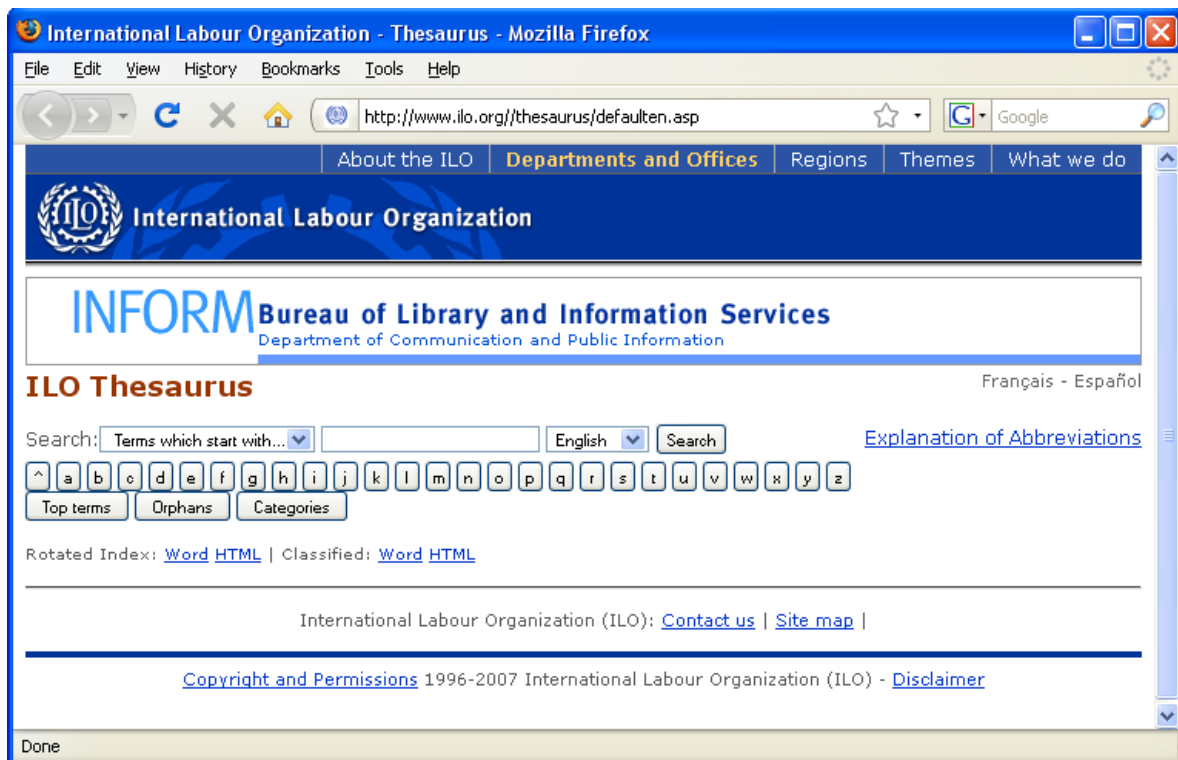 International Labour Organization - Thesaurus - Mozilla Firefox
File Edit View History Bookmarks Tools Help
http://www.ilo.org//thesaurus/defaulten.asp G Google
About the ILO Departments and Offices Regions Themes What we do
ILO International Labour Organization
INFORM Bureau of Library and Information Services
Department of Communication and Public Information
ILO Thesaurus Français - Español
Search: Terms which start with... English Search Explanation of Abbreviations
^ a b c d e f g h i j k l m n o p q r s t u v w x y z
Top terms Orphans Categories
Rotated Index: Word HTML | Classified: Word HTML
International Labour Organization (ILO): Contact us | Site map |
Copyright and Permissions 1996-2007 International Labour Organization (ILO) - Disclaimer
Done